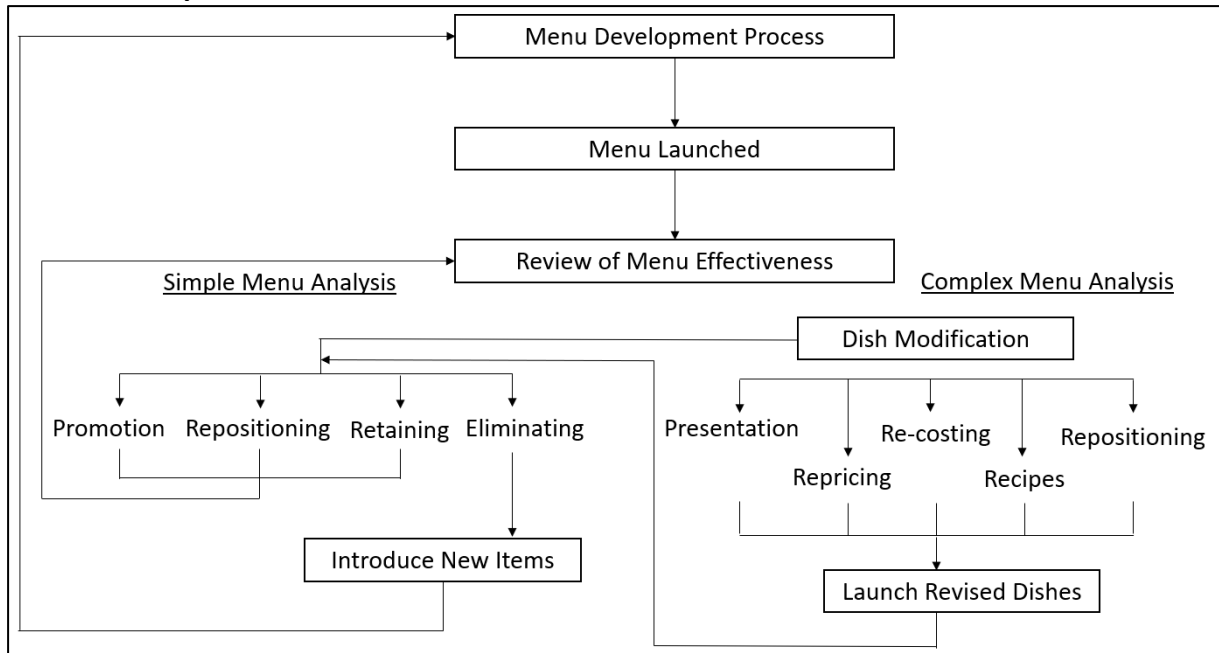 Menu Development Process
Menu Launched
Review of Menu Effectiveness
Simple Menu Analysis
Complex Menu Analysis
Dish Modification
Promotion
Repositioning
Retaining
Eliminating
Presentation
Re-costing
Repositioning
Repricing
Recipes
Introduce New Items
Launch Revised Dishes